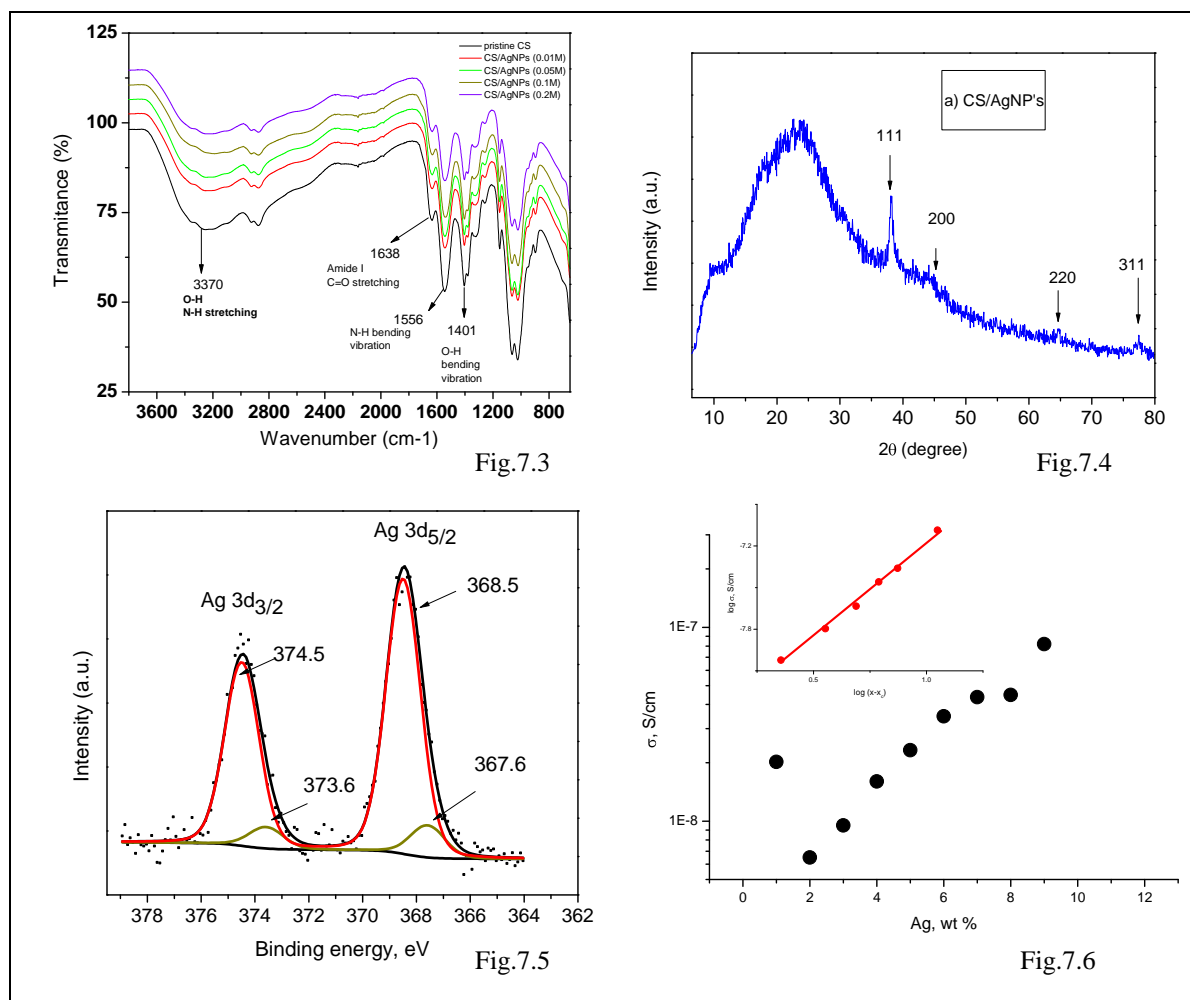 125
100
75
50
25
Transmitance (%)
pristine CS
CS/AgNPs (0.01M)
CS/AgNPs (0.05M)
CS/AgNPs (0.1M)
CS/AgNPs (0.2M)
3370
O-H
N-H stretching
1638
Amide I
C=O stretching
1556
N-H bending
vibration
1401
O-H
bending
vibration
3600 3200 2800 2400 2000 1600 1200 800
Wavenumber (cm-1)
Fig.7.3
Intensity (a.u.)
a) CS/AgNP's
111
200
220
311
10 20 30 40 50 60 70 80
2θ (degree)
Fig.7.4
Intensity (a.u.)
Ag 3d3/2
Ag 3d5/2
374.5
368.5
373.6
367.6
378 376 374 372 370 368 366 364 362
Binding energy, eV
Fig.7.5
σ, S/cm
1E-7
1E-8
log σ, S/cm
-7.2
-7.8
0.5 1.0
log (x-xc)
0 2 4 6 8 10 12
Ag, wt %
Fig.7.6